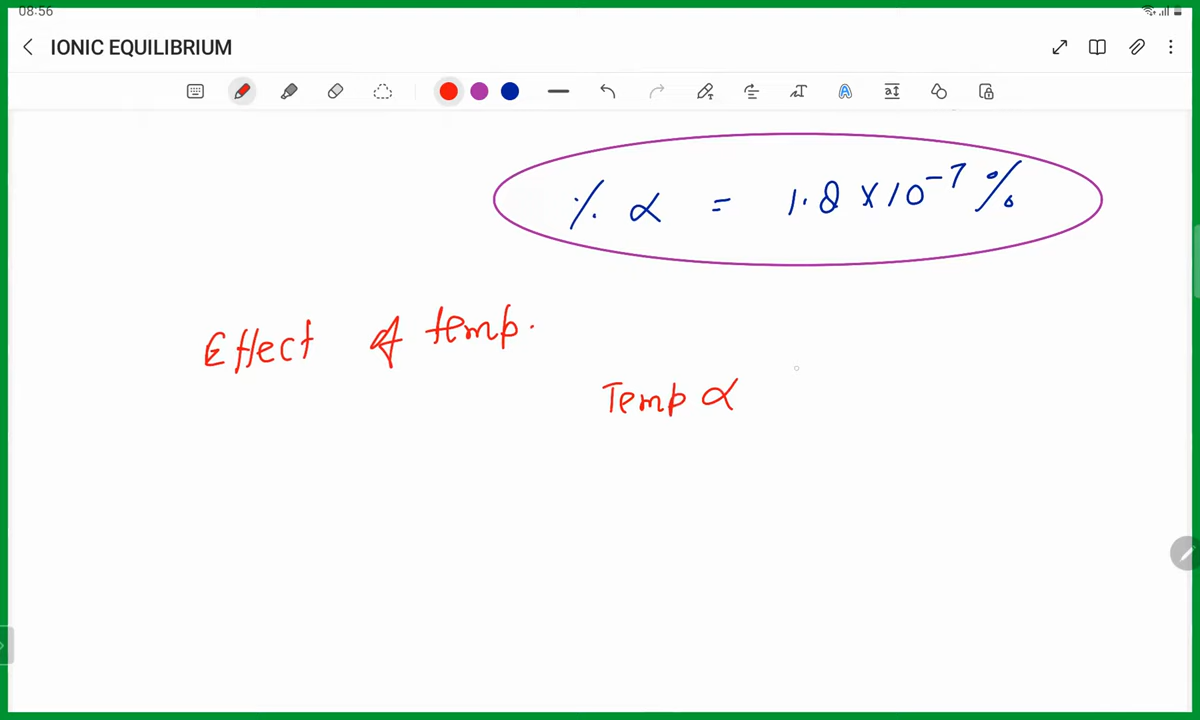 08:56
IONIC EQUILIBRIUM
% α = 1.8 × 10⁻⁷ %
Effect of temp.
Temp α